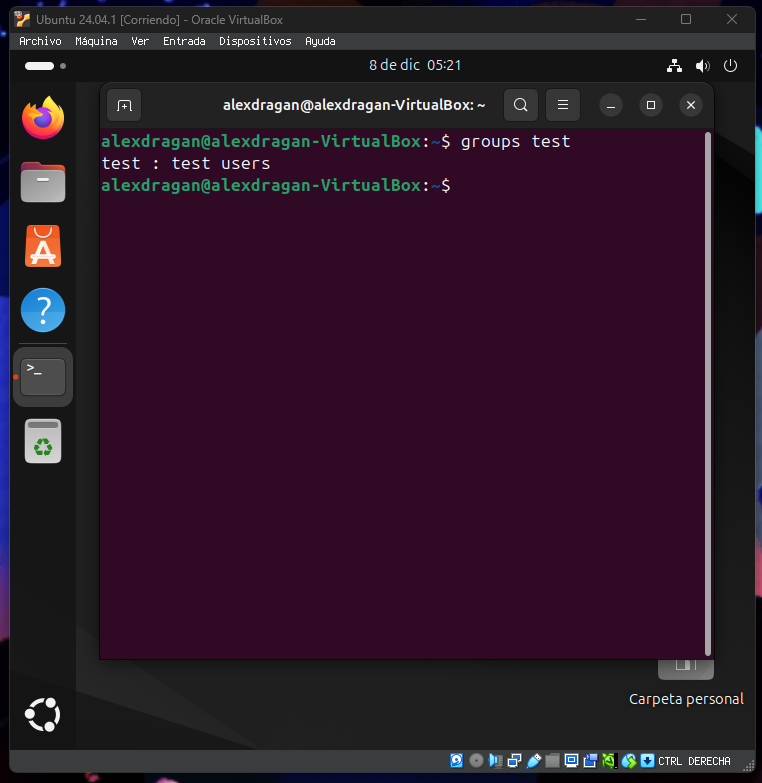 Ubuntu 24.04.1 [Corriendo] - Oracle VirtualBox
Archivo Máquina Ver Entrada Dispositivos Ayuda
8 de dic 05:21
alexdragan@alexdragan-VirtualBox: ~
alexdragan@alexdragan-VirtualBox:~$ groups test
test : test users
alexdragan@alexdragan-VirtualBox:~$
Carpeta personal
CTRL DERECHA